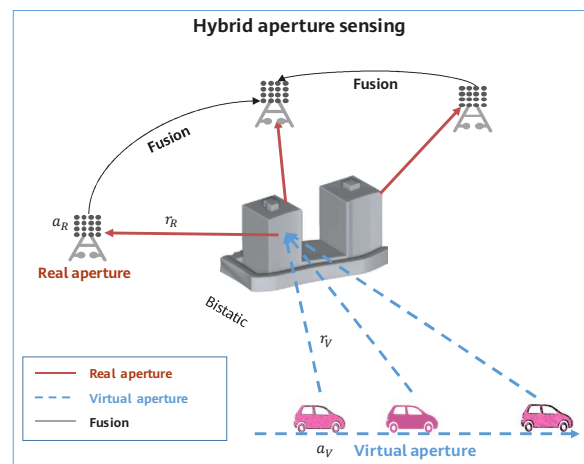 Hybrid aperture sensing
Fusion
Fusion
a_R
r_R
Real aperture
Bistatic
r_V
Real aperture
Virtual aperture
Fusion
a_V
Virtual aperture